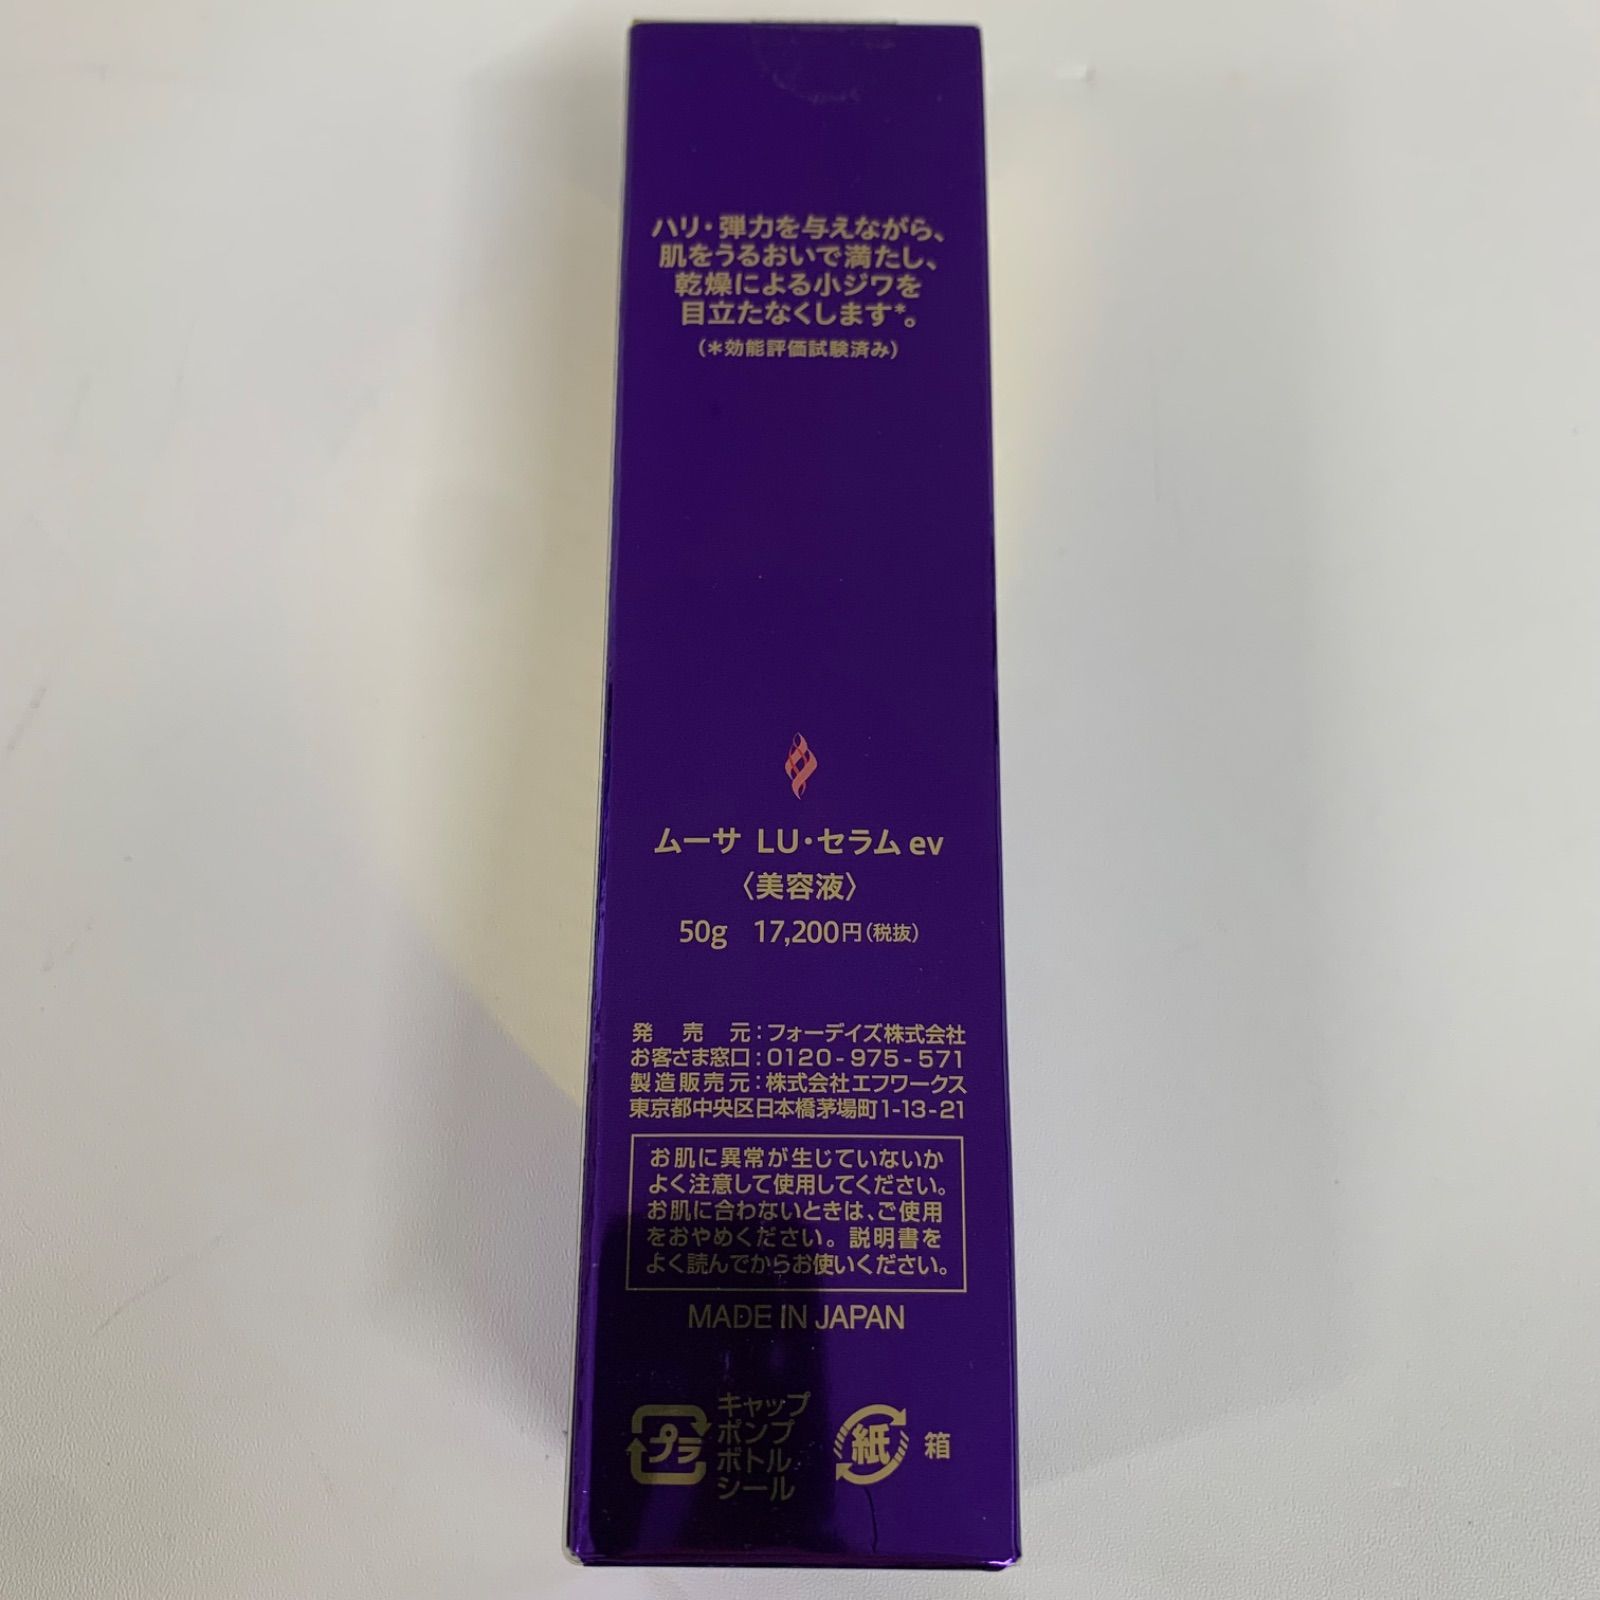 ハリ・弾力を与えながら、
肌をうるおいで満たし、
乾燥による小ジワを
目立たなくします*。
(*効能評価試験済み)
ムーサ LU・セラム ev
〈美容液〉
50g 17,200円(税抜)
発売元:フォーデイズ株式会社
お客さま窓口:0120-975-571
製造販売元:株式会社エフワークス
東京都中央区日本橋茅場町1-13-21
お肌に異常が生じていないか
よく注意して使用してください。
お肌に合わないときは、ご使用
をおやめください。説明書を
よく読んでからお使いください。
MADE IN JAPAN
プラ
キャップ
ポンプ
ボトル
シール
紙 箱